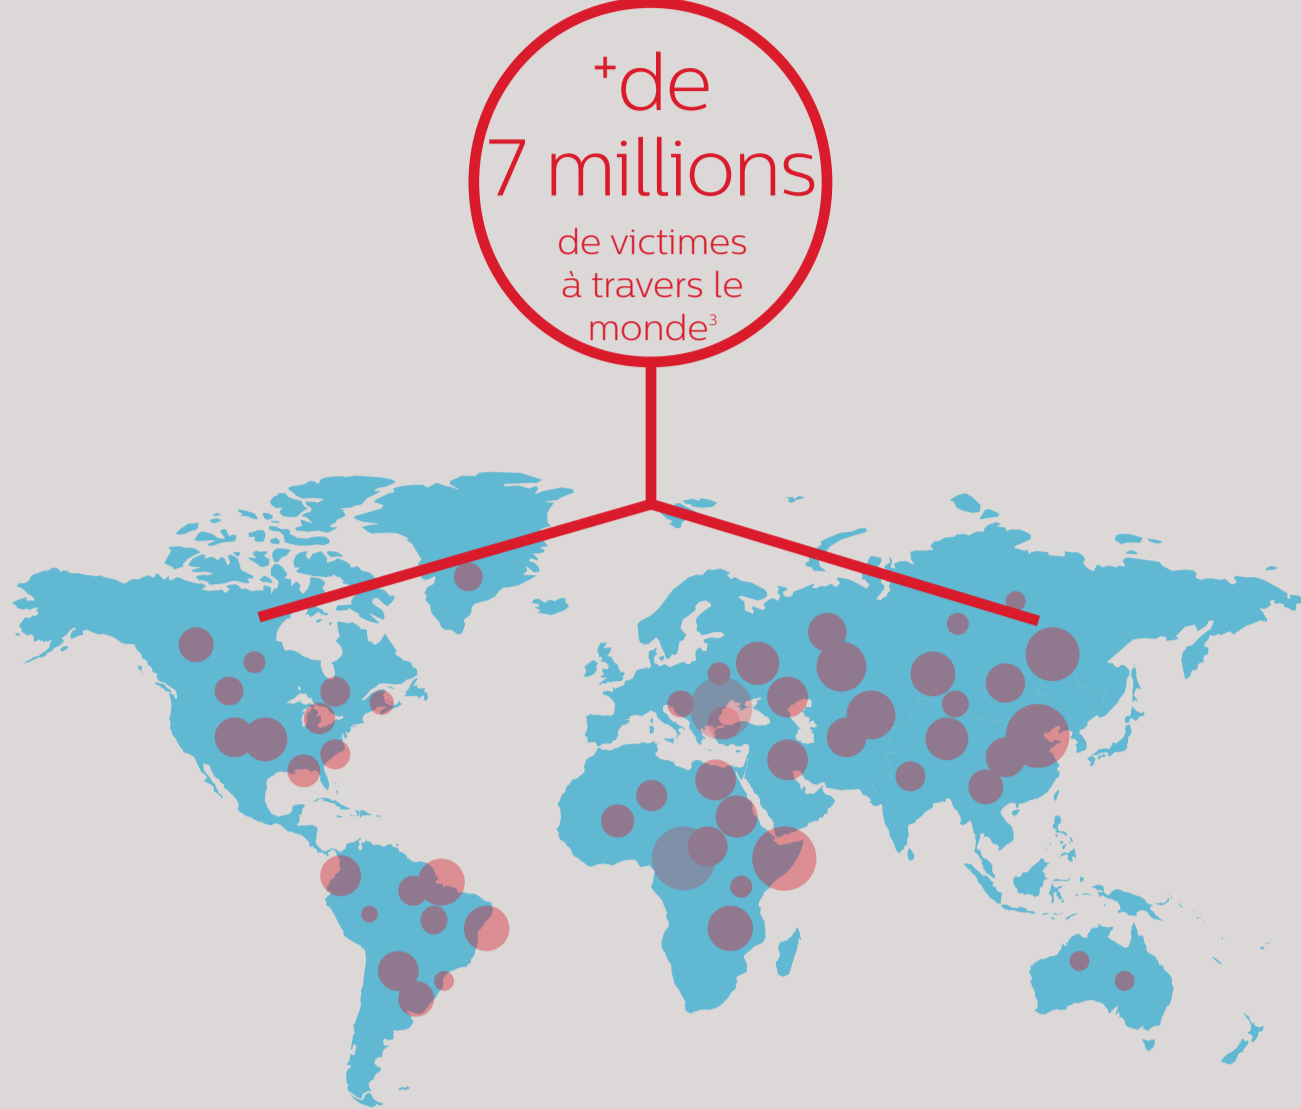 +de
7 millions
de victimes
à travers le
monde³